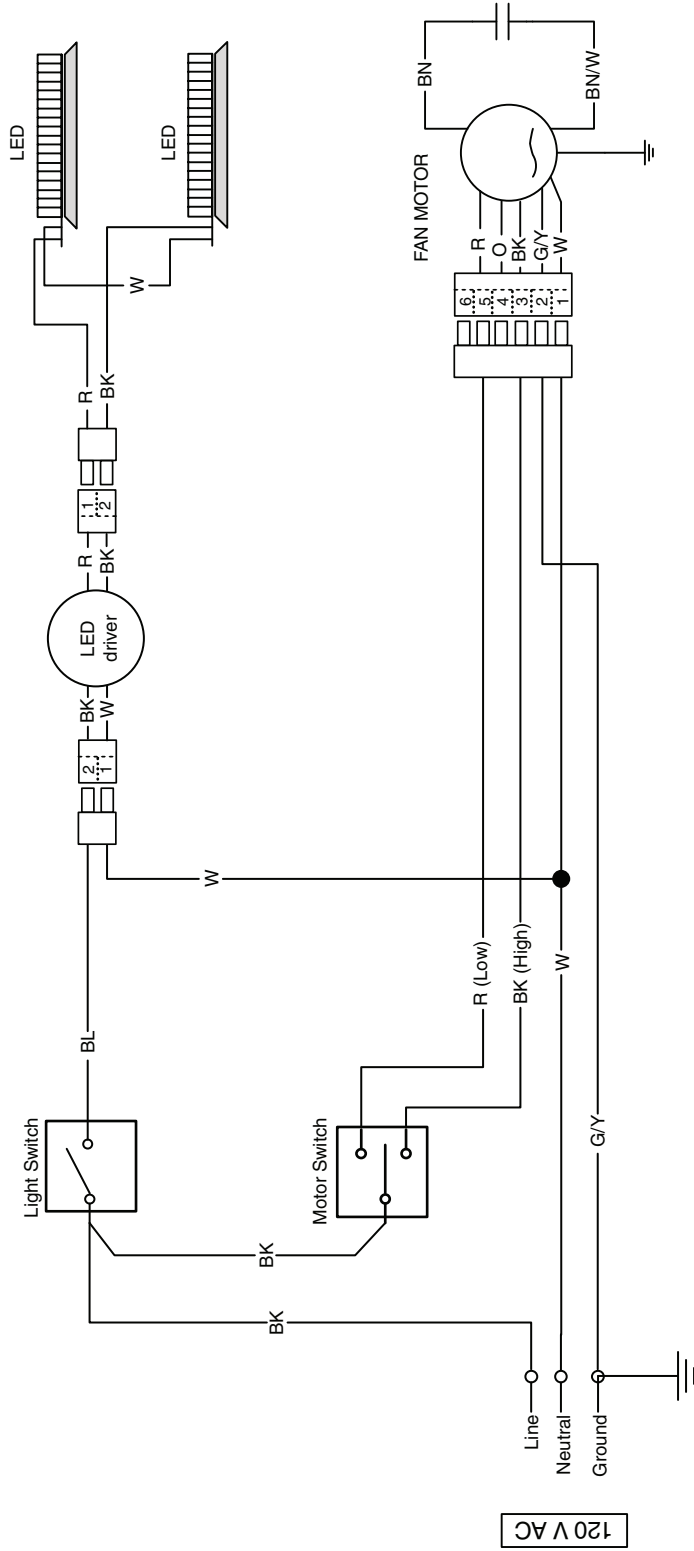 LED
LED
W
R
BK
1
2
R
BK
LED
driver
BK
W
2
1
W
BL
Light Switch
BK
BK
Motor Switch
R (Low)
BK (High)
W
G/Y
FAN MOTOR
BN
BN/W
R
O
BK
G/Y
W
6
5
4
3
2
1
Line
Neutral
Ground
120 V AC